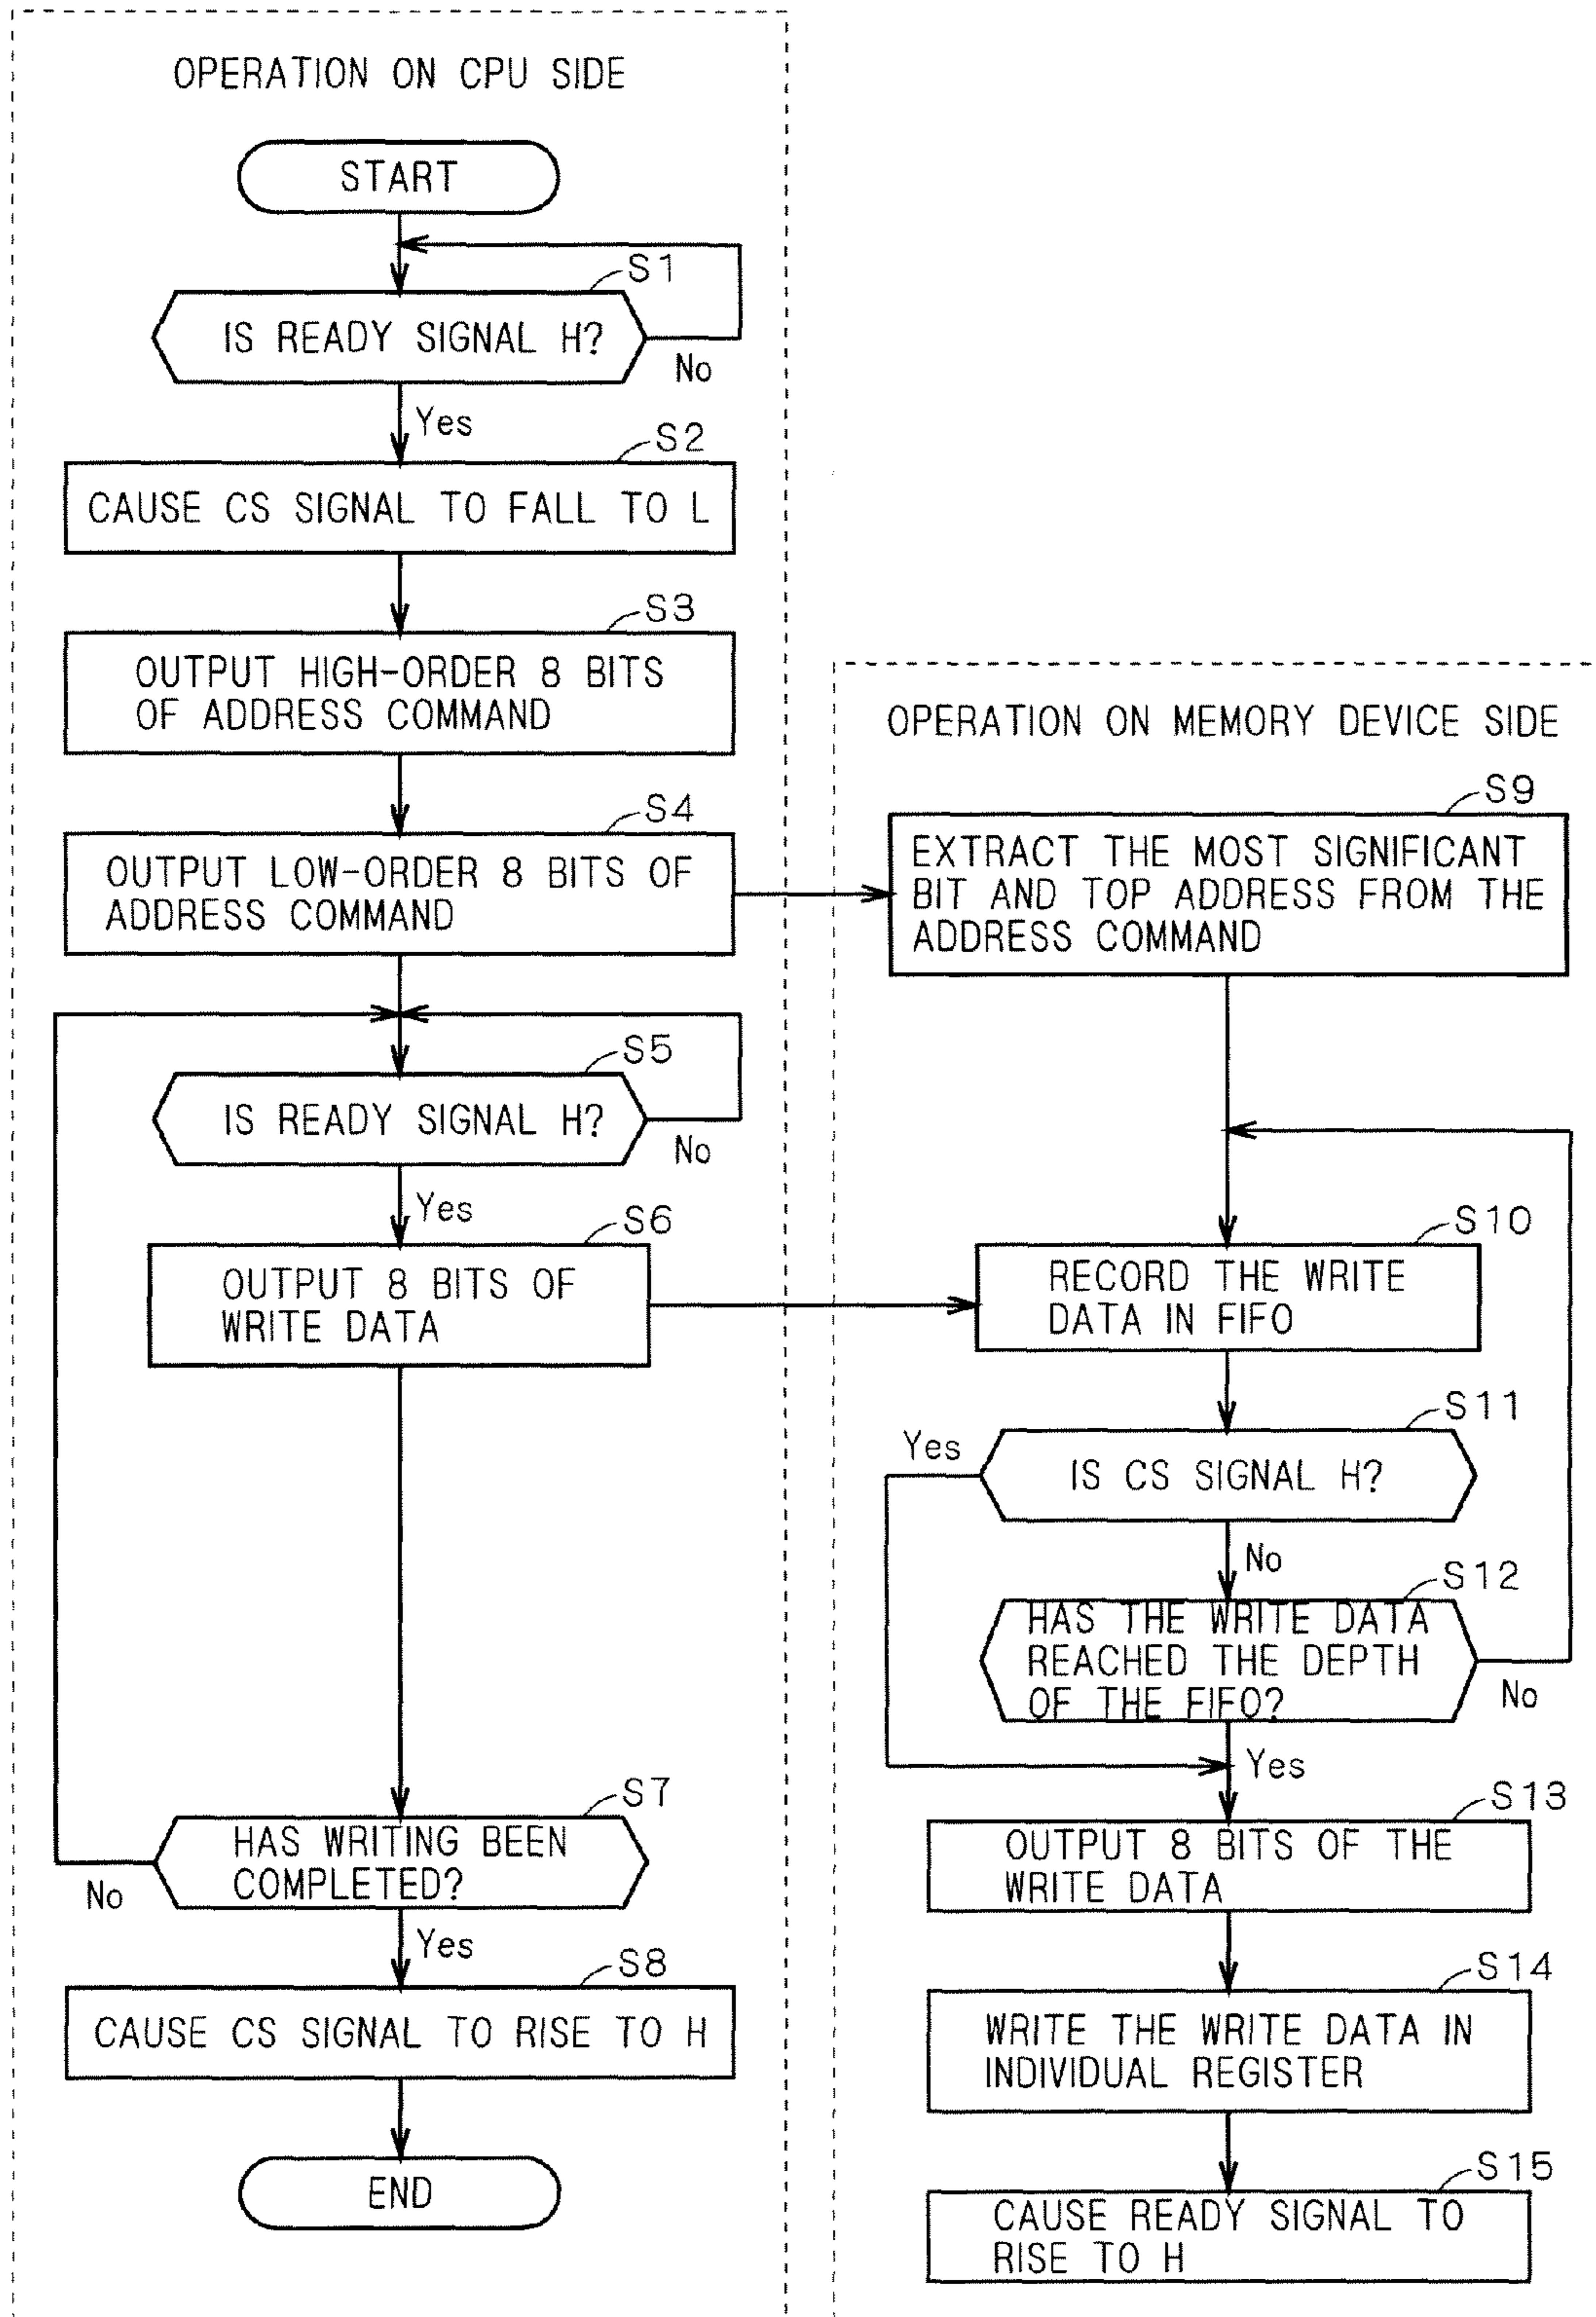 OPERATION ON CPU SIDE
START
S1
IS READY SIGNAL H?
No
Yes
S2
CAUSE CS SIGNAL TO FALL TO L
S3
OUTPUT HIGH-ORDER 8 BITS
OF ADDRESS COMMAND
S4
OUTPUT LOW-ORDER 8 BITS OF
ADDRESS COMMAND
S5
IS READY SIGNAL H?
No
Yes
S6
OUTPUT 8 BITS OF
WRITE DATA
S7
HAS WRITING BEEN
COMPLETED?
No
Yes
S8
CAUSE CS SIGNAL TO RISE TO H
END
OPERATION ON MEMORY DEVICE SIDE
S9
EXTRACT THE MOST SIGNIFICANT
BIT AND TOP ADDRESS FROM THE
ADDRESS COMMAND
S10
RECORD THE WRITE
DATA IN FIFO
S11
Yes
IS CS SIGNAL H?
No
S12
HAS THE WRITE DATA
REACHED THE DEPTH
OF THE FIFO?
No
Yes
S13
OUTPUT 8 BITS OF THE
WRITE DATA
S14
WRITE THE WRITE DATA IN
INDIVIDUAL REGISTER
S15
CAUSE READY SIGNAL TO
RISE TO H